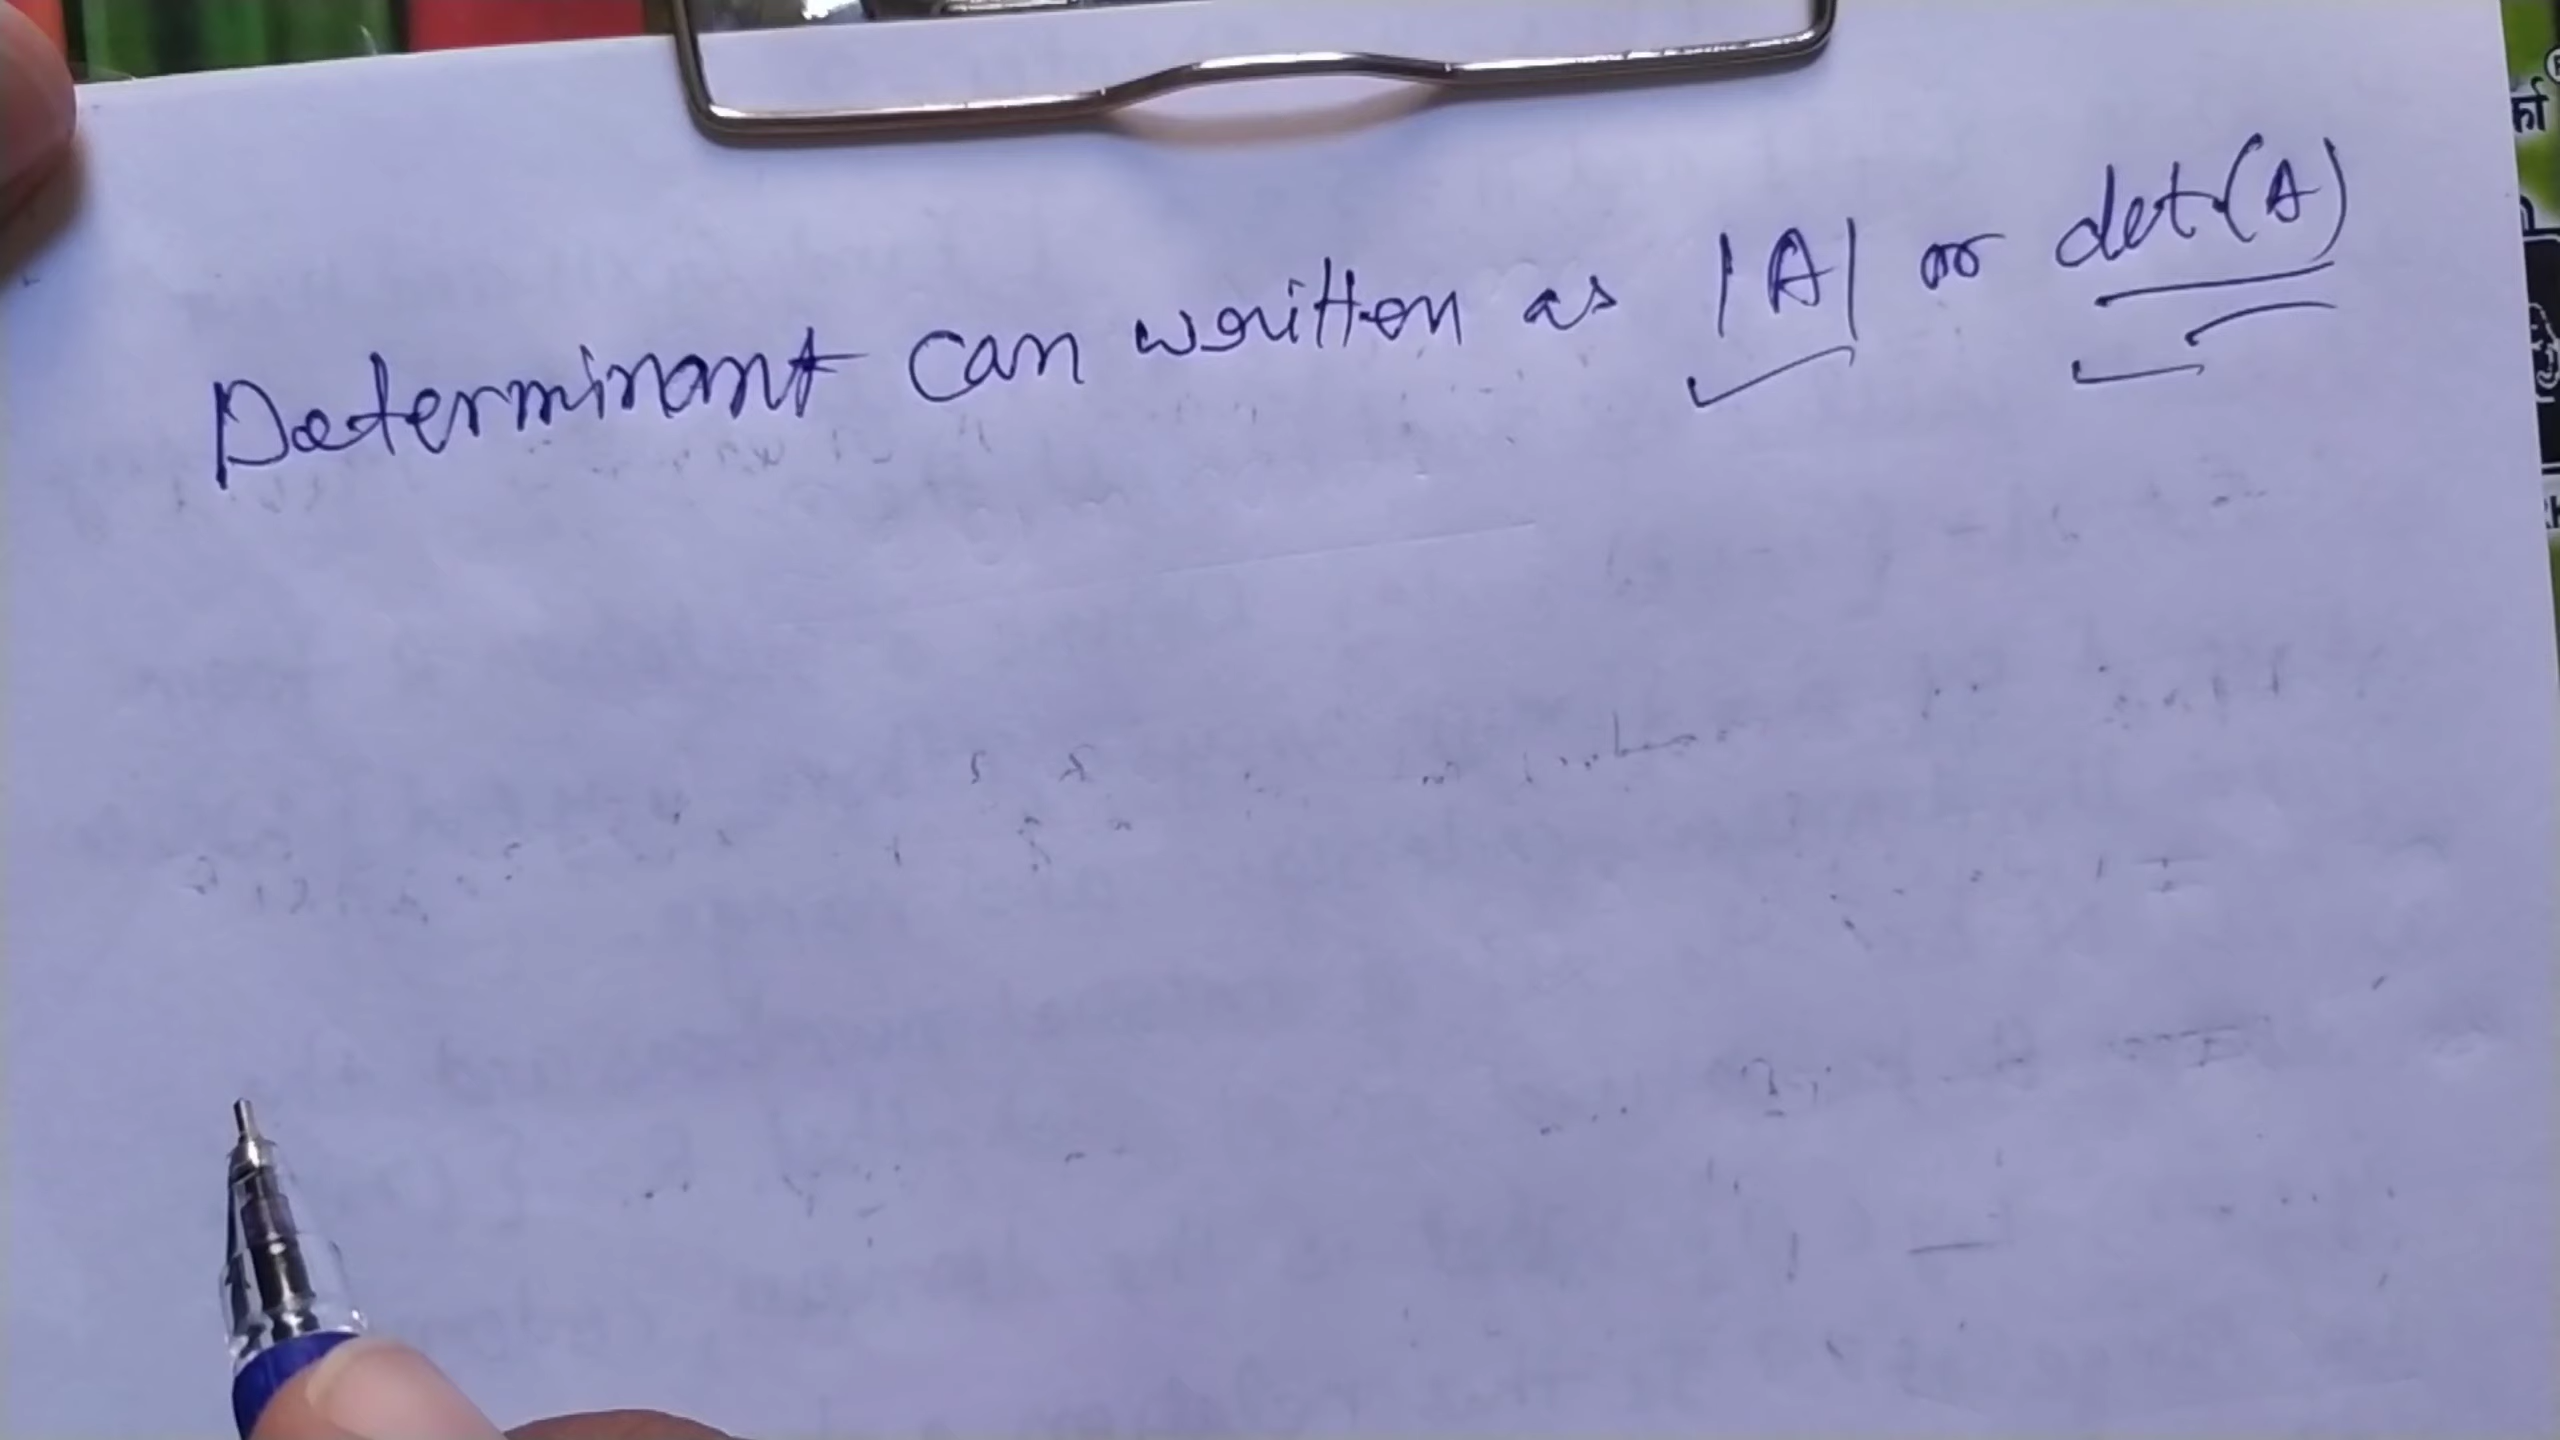 Determinant can written as |A| or det.(A)